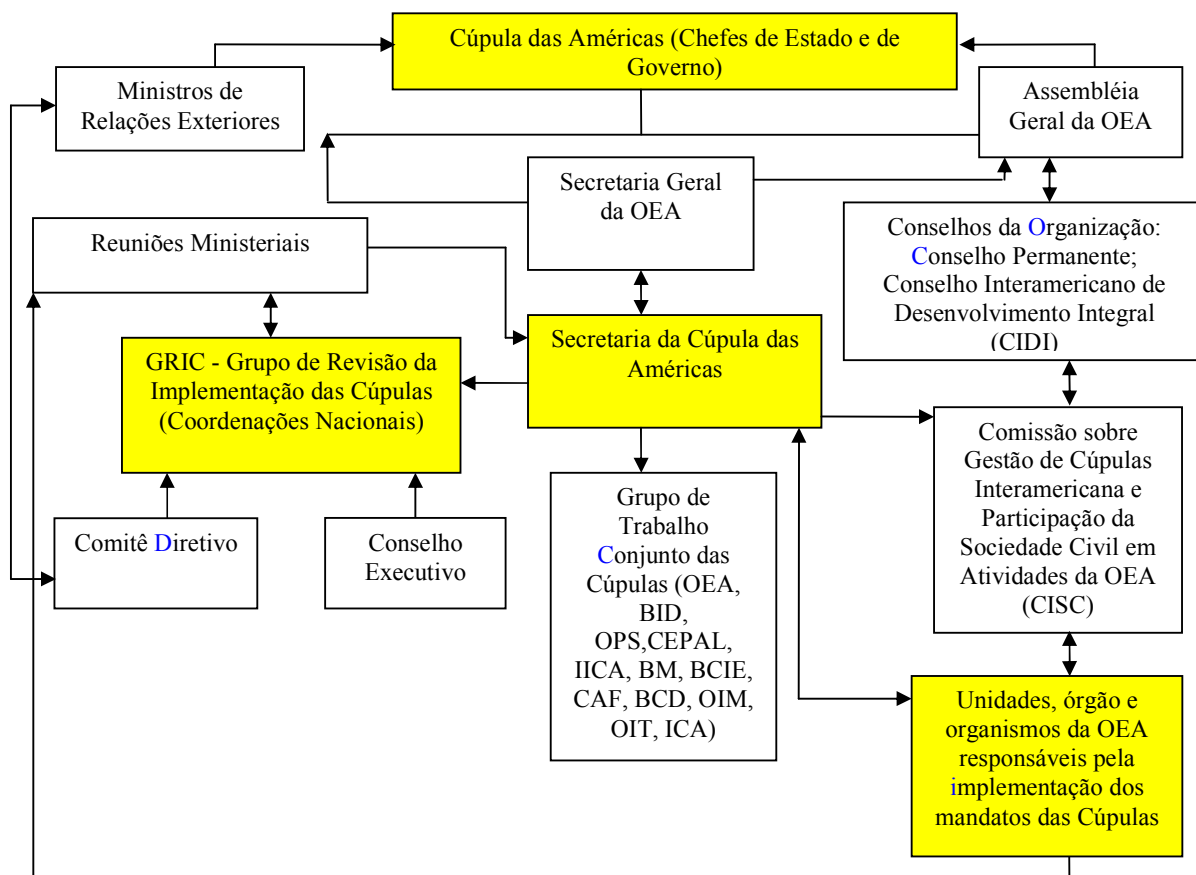 Cúpula das Américas (Chefes de Estado e de
Governo)
Ministros de
Relações Exteriores
Assembléia
Geral da OEA
Secretaria Geral
da OEA
Reuniões Ministeriais
Conselhos da Organização:
Conselho Permanente;
Conselho Interamericano de
Desenvolvimento Integral
(CIDI)
GRIC - Grupo de Revisão da
Implementação das Cúpulas
(Coordenações Nacionais)
Secretaria da Cúpula das
Américas
Comissão sobre
Gestão de Cúpulas
Interamericana e
Participação da
Sociedade Civil em
Atividades da OEA
(CISC)
Comitê Diretivo
Conselho
Executivo
Grupo de
Trabalho
Conjunto das
Cúpulas (OEA,
BID,
OPS,CEPAL,
IICA, BM, BCIE,
CAF, BCD, OIM,
OIT, ICA)
Unidades, órgão e
organismos da OEA
responsáveis pela
implementação dos
mandatos das Cúpulas